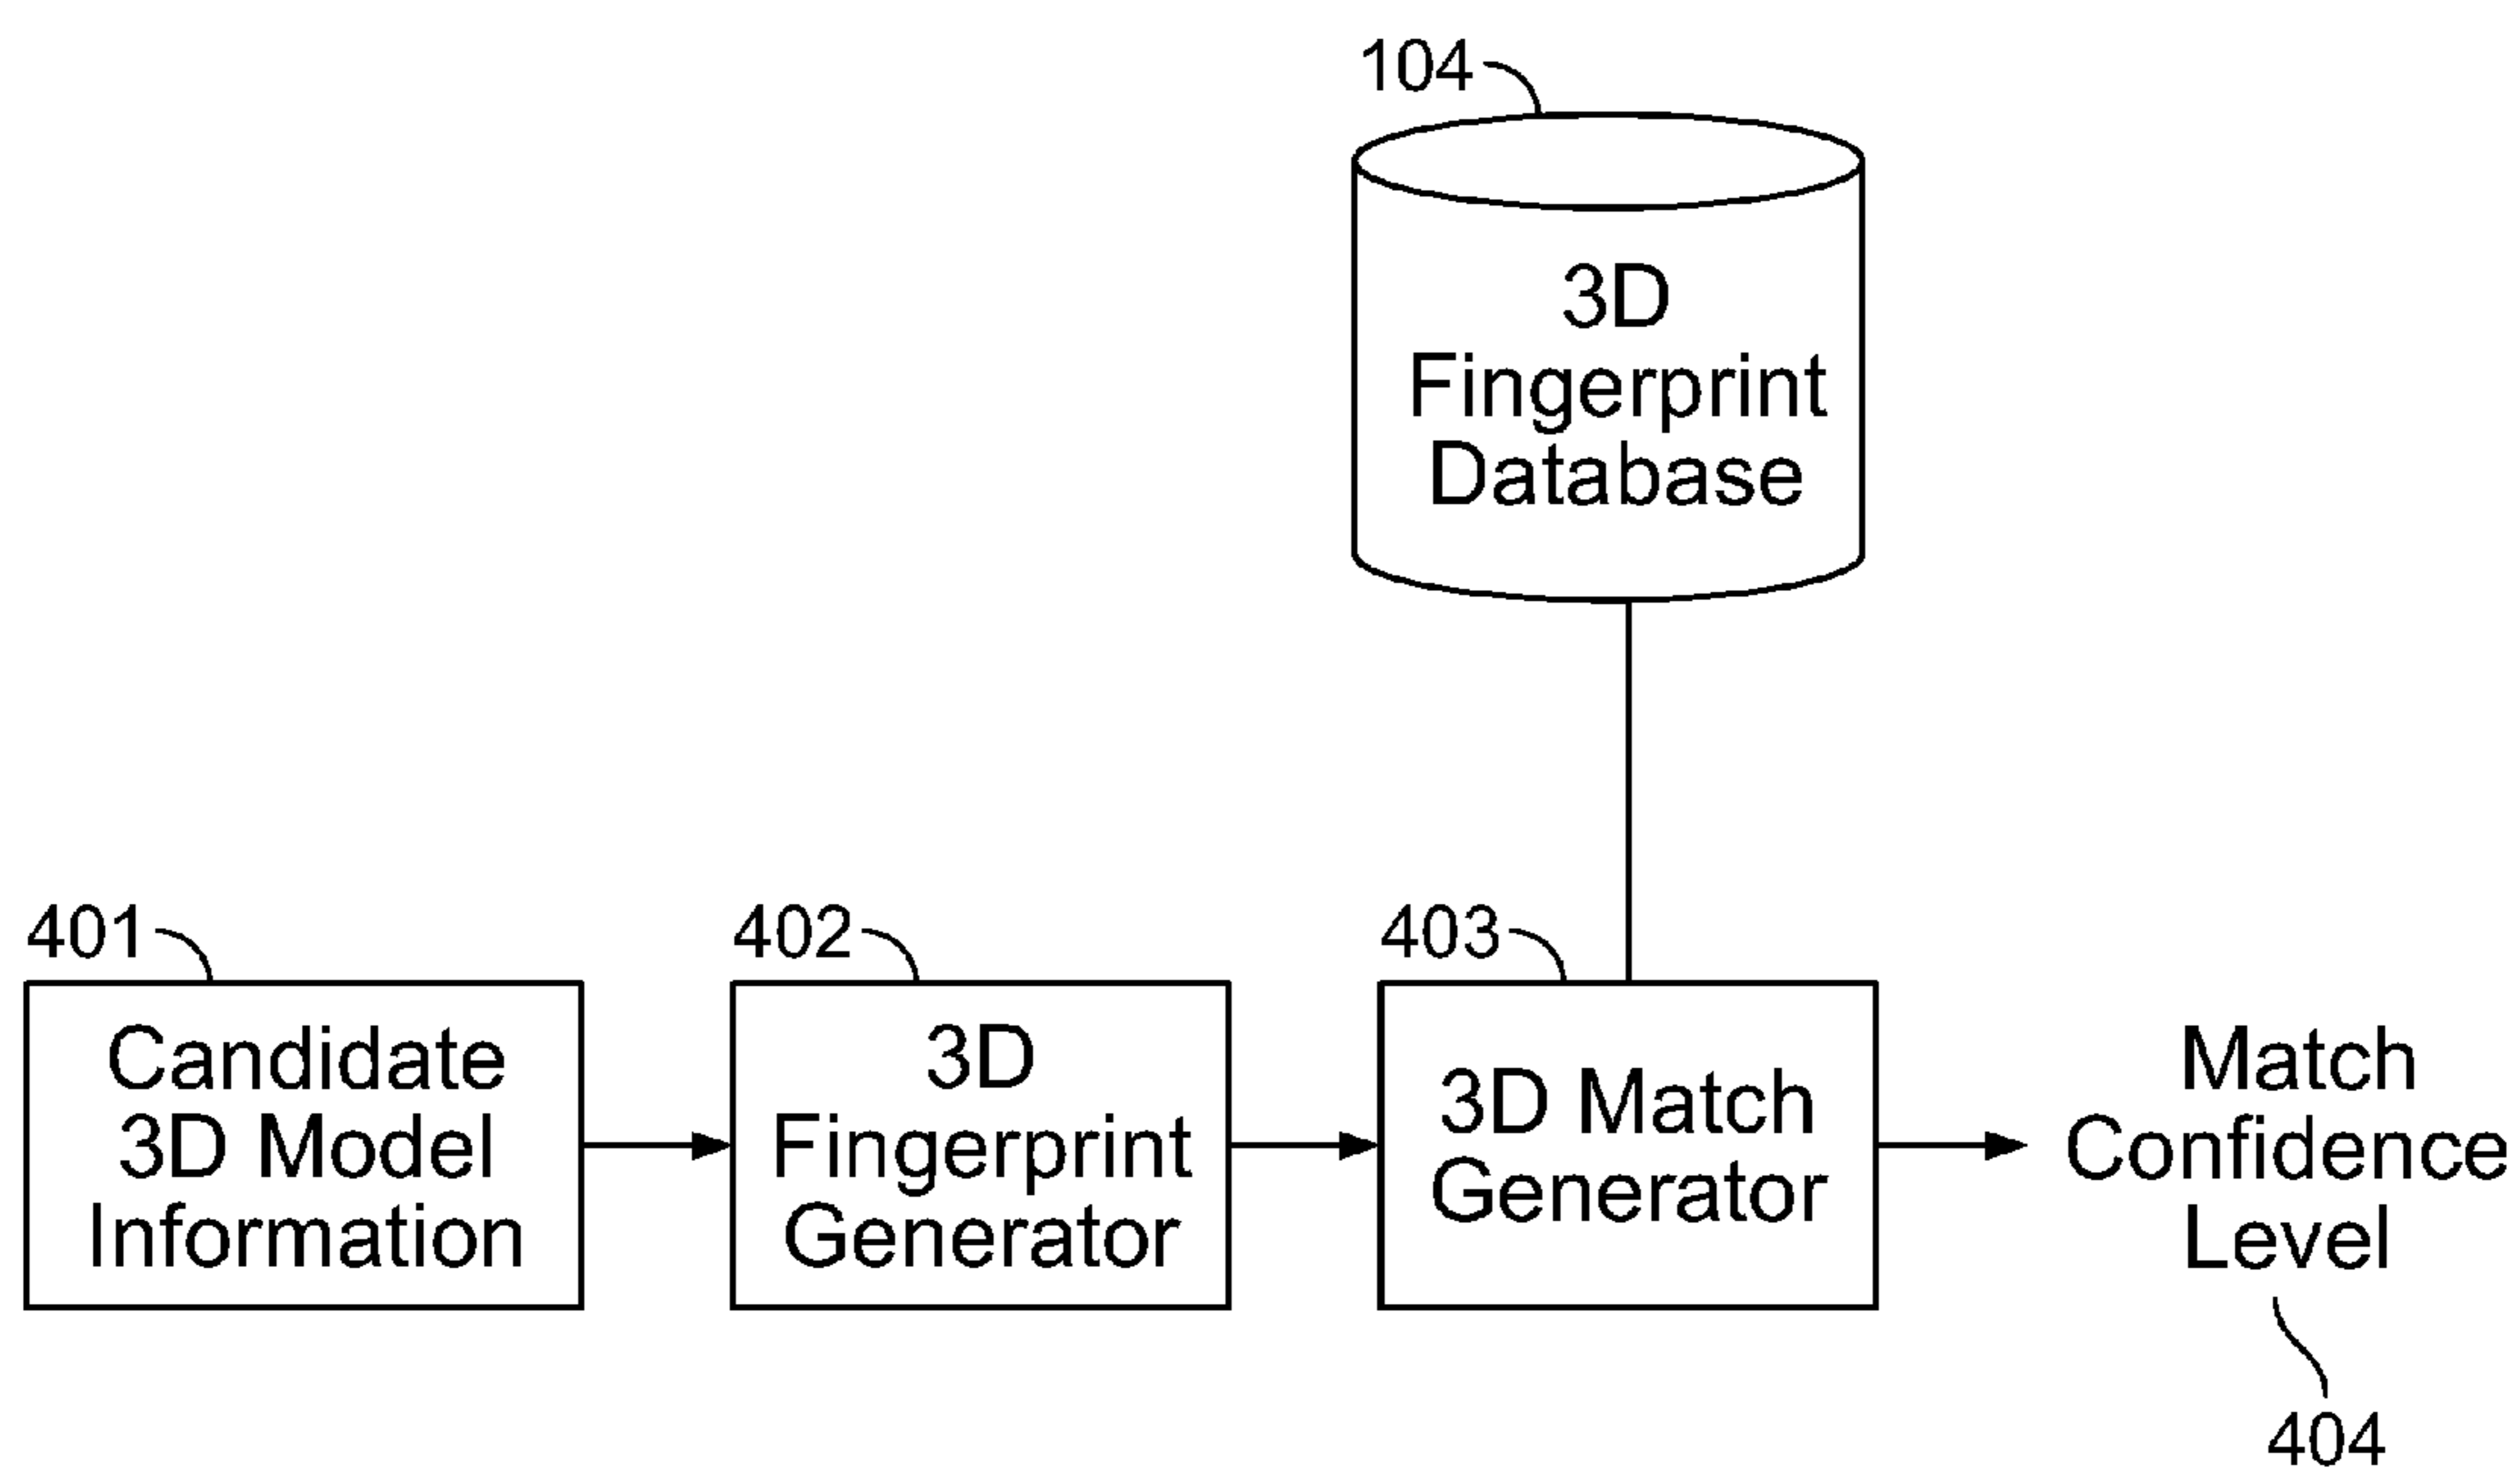 104
3D
Fingerprint
Database
401
Candidate
3D Model
Information
402
3D
Fingerprint
Generator
403
3D Match
Generator
Match
Confidence
Level
404